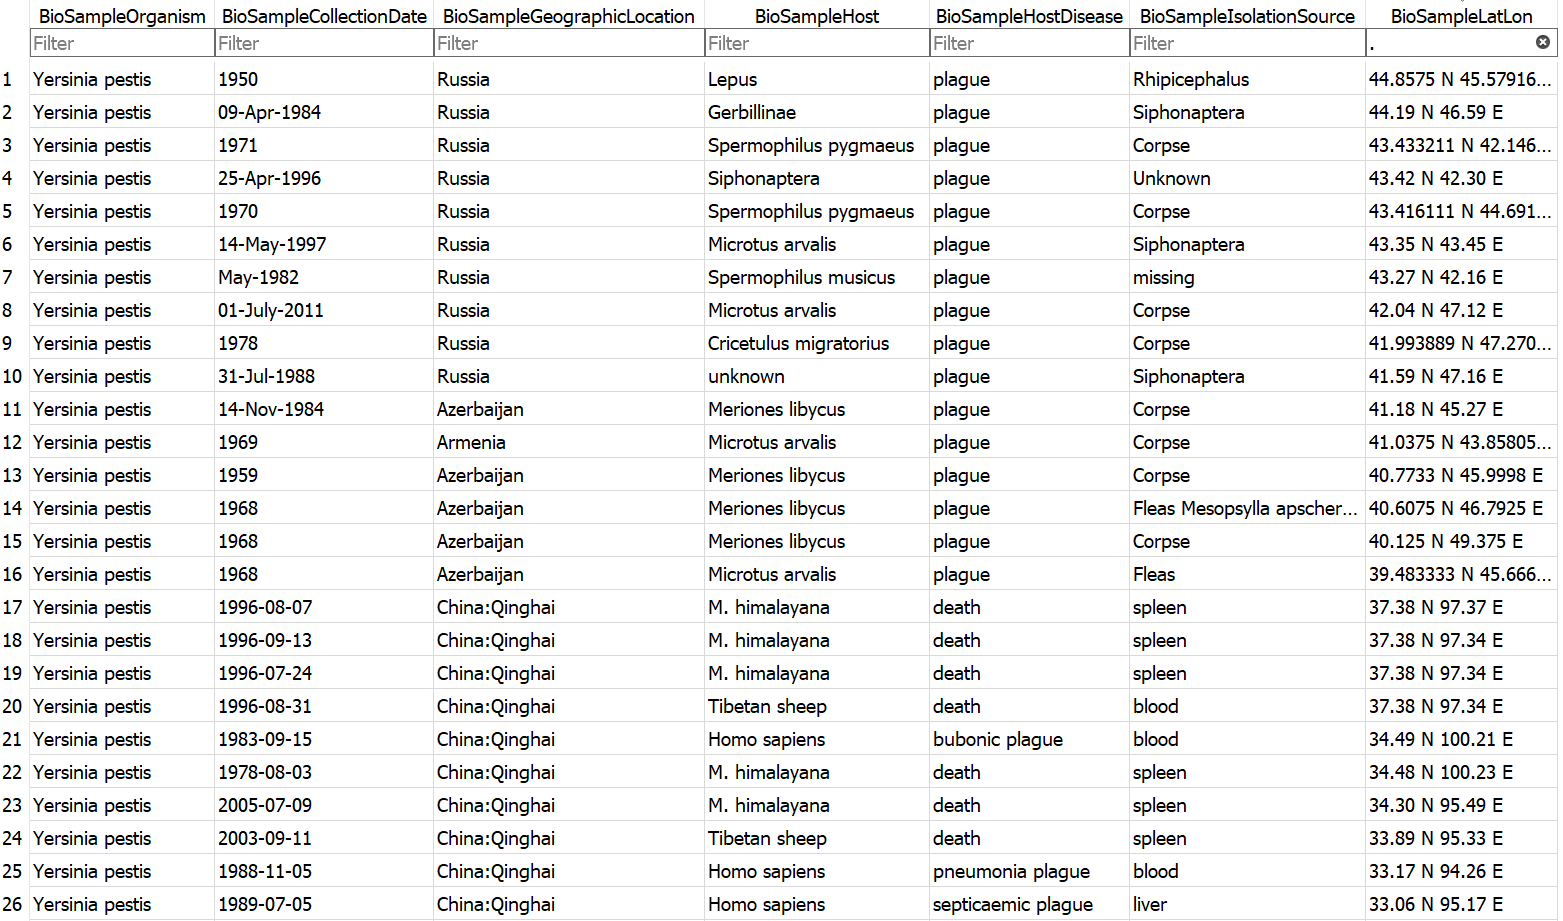 BioSampleOrganism BioSampleCollectionDate BioSampleGeographicLocation BioSampleHost BioSampleHostDisease BioSampleIsolationSource BioSampleLatLon
Filter Filter Filter Filter Filter Filter .
1 Yersinia pestis 1950 Russia Lepus plague Rhipicephalus 44.8575 N 45.57916...
2 Yersinia pestis 09-Apr-1984 Russia Gerbillinae plague Siphonaptera 44.19 N 46.59 E
3 Yersinia pestis 1971 Russia Spermophilus pygmaeus plague Corpse 43.433211 N 42.146...
4 Yersinia pestis 25-Apr-1996 Russia Siphonaptera plague Unknown 43.42 N 42.30 E
5 Yersinia pestis 1970 Russia Spermophilus pygmaeus plague Corpse 43.416111 N 44.691...
6 Yersinia pestis 14-May-1997 Russia Microtus arvalis plague Siphonaptera 43.35 N 43.45 E
7 Yersinia pestis May-1982 Russia Spermophilus musicus plague missing 43.27 N 42.16 E
8 Yersinia pestis 01-July-2011 Russia Microtus arvalis plague Corpse 42.04 N 47.12 E
9 Yersinia pestis 1978 Russia Cricetulus migratorius plague Corpse 41.993889 N 47.270...
10 Yersinia pestis 31-Jul-1988 Russia unknown plague Siphonaptera 41.59 N 47.16 E
11 Yersinia pestis 14-Nov-1984 Azerbaijan Meriones libycus plague Corpse 41.18 N 45.27 E
12 Yersinia pestis 1969 Armenia Microtus arvalis plague Corpse 41.0375 N 43.85805...
13 Yersinia pestis 1959 Azerbaijan Meriones libycus plague Corpse 40.7733 N 45.9998 E
14 Yersinia pestis 1968 Azerbaijan Meriones libycus plague Fleas Mesopsylla apscher... 40.6075 N 46.7925 E
15 Yersinia pestis 1968 Azerbaijan Meriones libycus plague Corpse 40.125 N 49.375 E
16 Yersinia pestis 1968 Azerbaijan Microtus arvalis plague Fleas 39.483333 N 45.666...
17 Yersinia pestis 1996-08-07 China:Qinghai M. himalayana death spleen 37.38 N 97.37 E
18 Yersinia pestis 1996-09-13 China:Qinghai M. himalayana death spleen 37.38 N 97.34 E
19 Yersinia pestis 1996-07-24 China:Qinghai M. himalayana death spleen 37.38 N 97.34 E
20 Yersinia pestis 1996-08-31 China:Qinghai Tibetan sheep death blood 37.38 N 97.34 E
21 Yersinia pestis 1983-09-15 China:Qinghai Homo sapiens bubonic plague blood 34.49 N 100.21 E
22 Yersinia pestis 1978-08-03 China:Qinghai M. himalayana death spleen 34.48 N 100.23 E
23 Yersinia pestis 2005-07-09 China:Qinghai M. himalayana death spleen 34.30 N 95.49 E
24 Yersinia pestis 2003-09-11 China:Qinghai Tibetan sheep death spleen 33.89 N 95.33 E
25 Yersinia pestis 1988-11-05 China:Qinghai Homo sapiens pneumonia plague blood 33.17 N 94.26 E
26 Yersinia pestis 1989-07-05 China:Qinghai Homo sapiens septicaemic plague liver 33.06 N 95.17 E